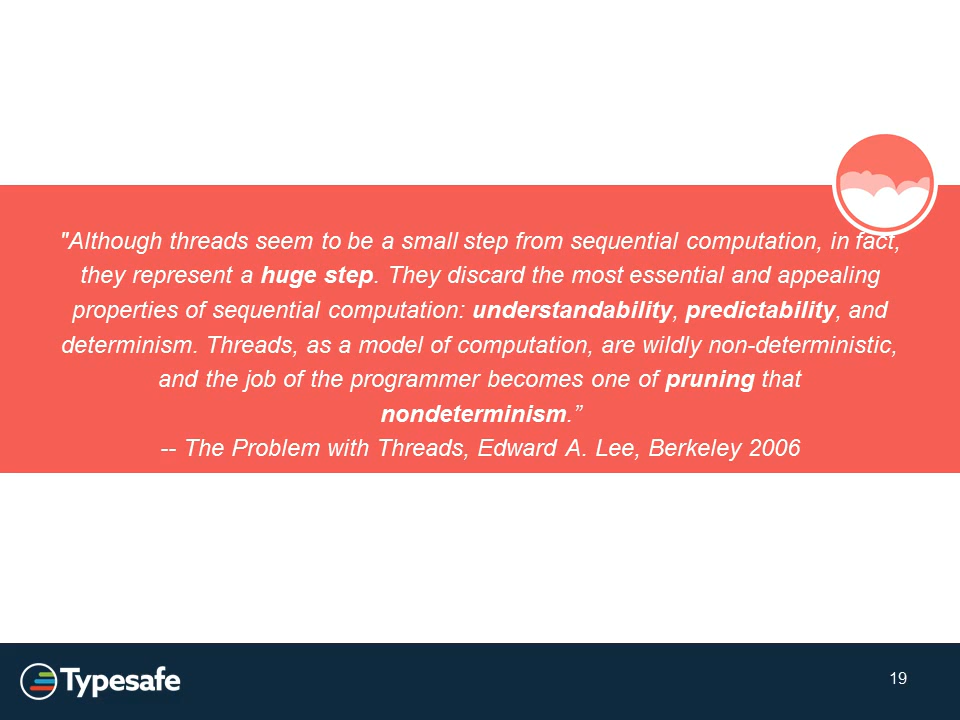 "Although threads seem to be a small step from sequential computation, in fact,
they represent a huge step. They discard the most essential and appealing
properties of sequential computation: understandability, predictability, and
determinism. Threads, as a model of computation, are wildly non-deterministic,
and the job of the programmer becomes one of pruning that
nondeterminism.”
-- The Problem with Threads, Edward A. Lee, Berkeley 2006
Typesafe
19